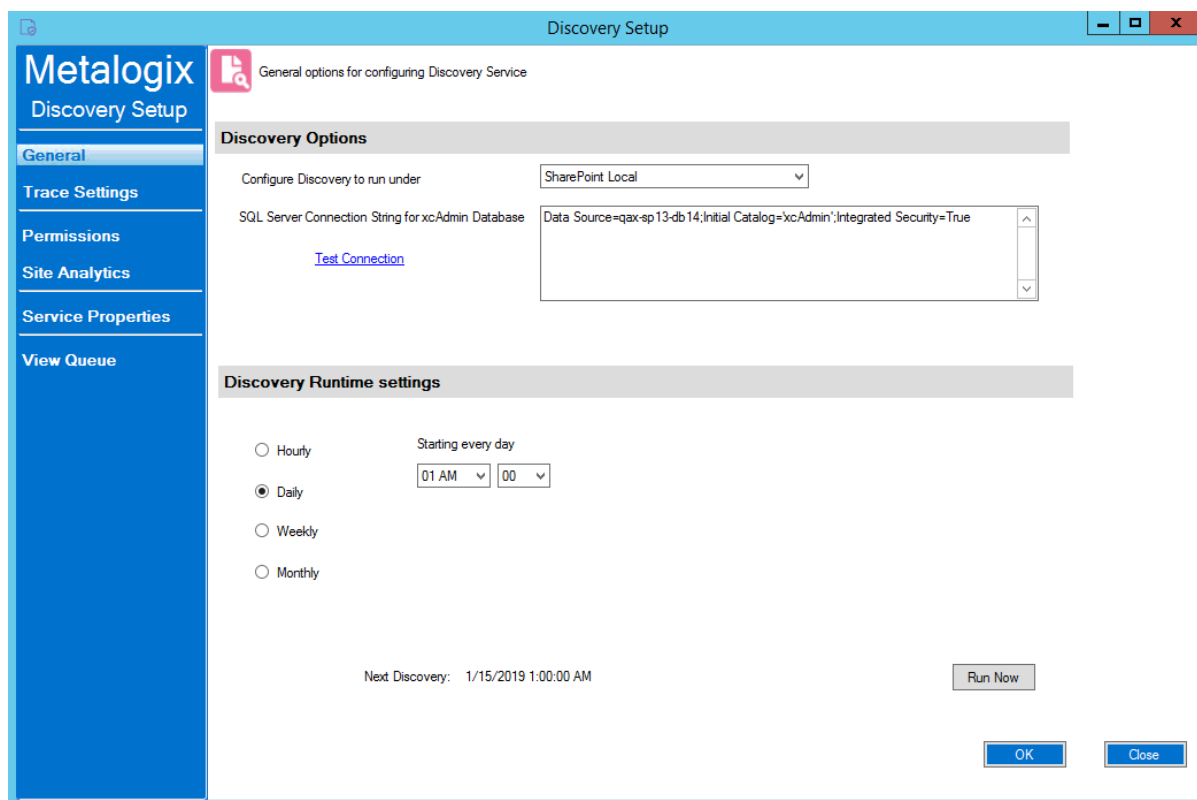 Discovery Setup
Metalogix
Discovery Setup
General
Trace Settings
Permissions
Site Analytics
Service Properties
View Queue
General options for configuring Discovery Service
Discovery Options
Configure Discovery to run under
SharePoint Local
SQL Server Connection String for xcAdmin Database
Data Source=qax-sp13-db14;Initial Catalog='xcAdmin';Integrated Security=True
Test Connection
Discovery Runtime settings
Hourly
Starting every day
01 AM 00
Daily
Weekly
Monthly
Next Discovery: 1/15/2019 1:00:00 AM
Run Now
OK Close